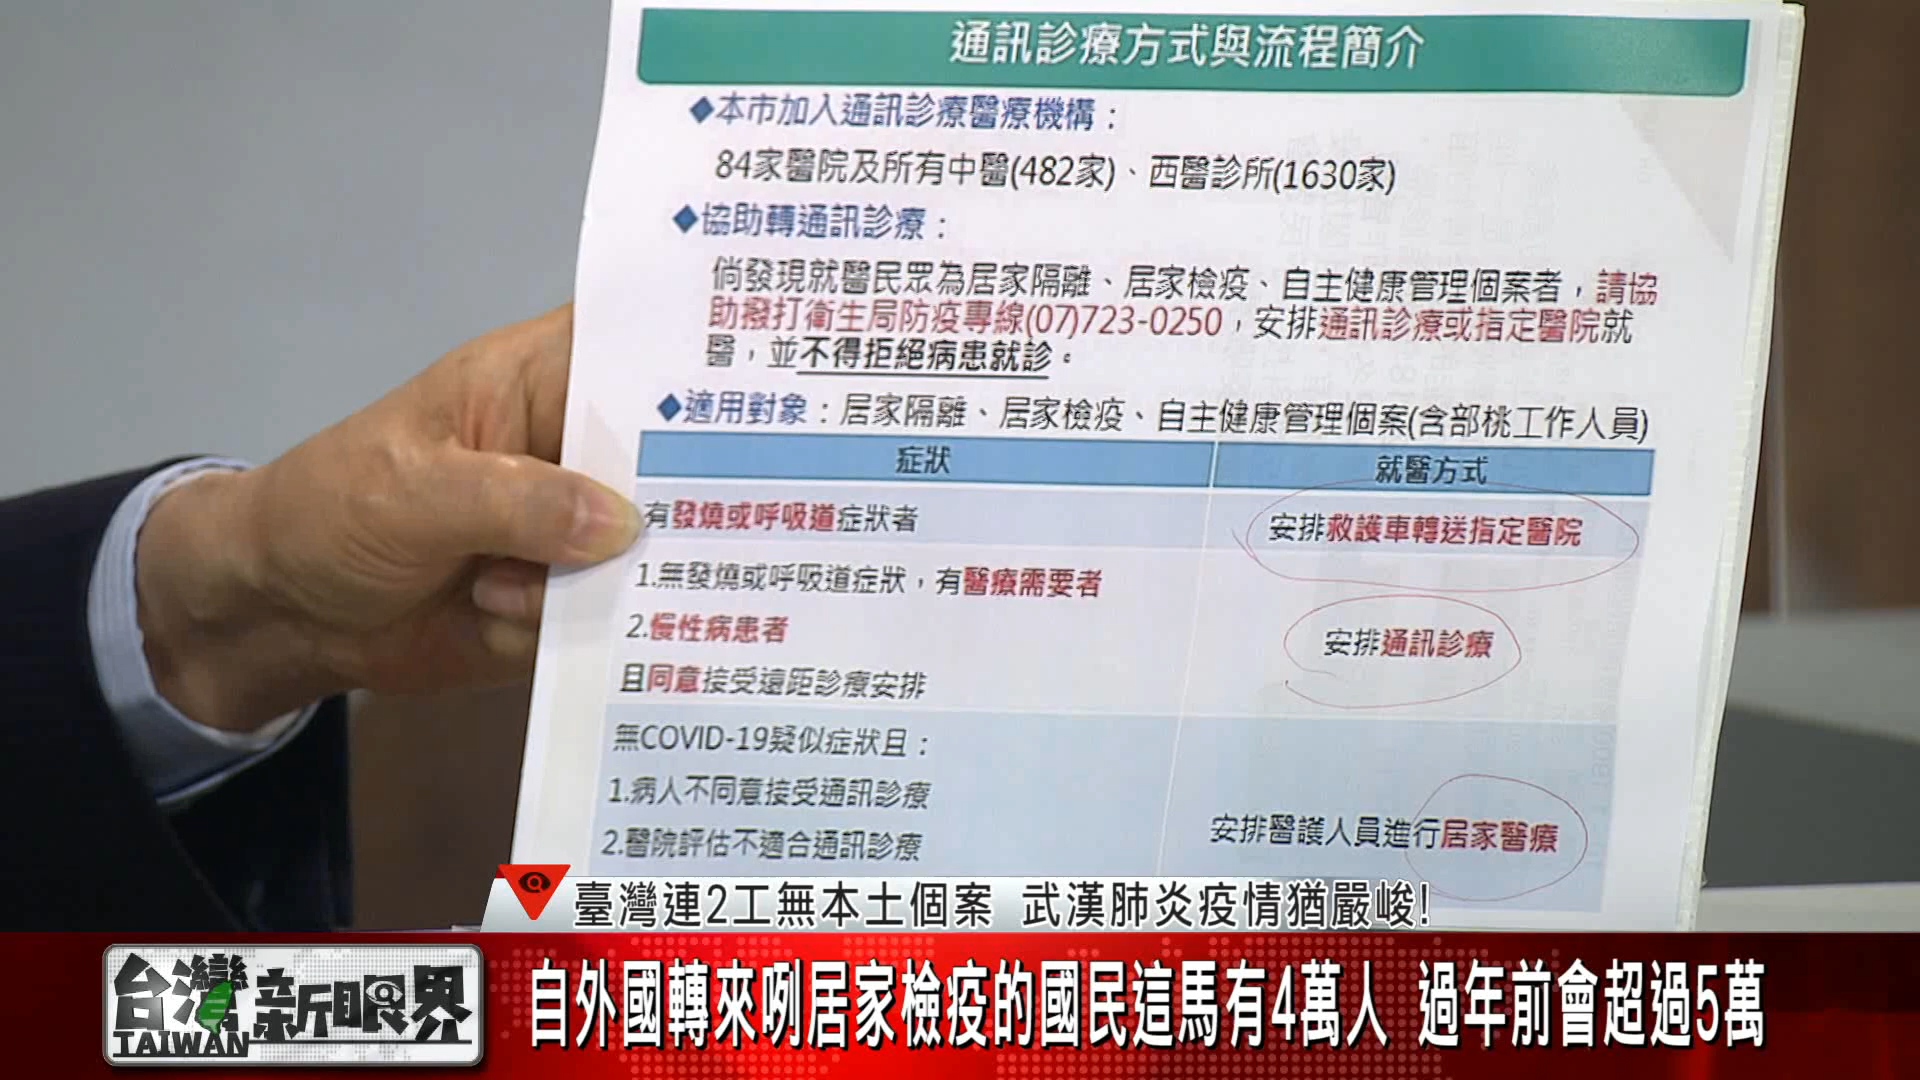 通訊診療方式與流程簡介
◆本市加入通訊診療醫療機構：
84家醫院及所有中醫(482家)、西醫診所(1630家)
◆協助轉通訊診療：
倘發現就醫民眾為居家隔離、居家檢疫、自主健康管理個案者，請協
助撥打衛生局防疫專線(07)723-0250，安排通訊診療或指定醫院就
醫，並不得拒絕病患就診。
◆適用對象：居家隔離、居家檢疫、自主健康管理個案(含部桃工作人員)
症狀 就醫方式
有發燒或呼吸道症狀者 安排救護車轉送指定醫院
1.無發燒或呼吸道症狀，有醫療需要者
2.慢性病患者 安排通訊診療
且同意接受遠距診療安排
無COVID-19疑似症狀且：
1.病人不同意接受通訊診療
安排醫護人員進行居家醫療
2.醫院評估不適合通訊診療
臺灣連2工無本土個案 武漢肺炎疫情猶嚴峻!
台灣新眼界
TAIWAN
自外國轉來咧居家檢疫的國民這馬有4萬人 過年前會超過5萬